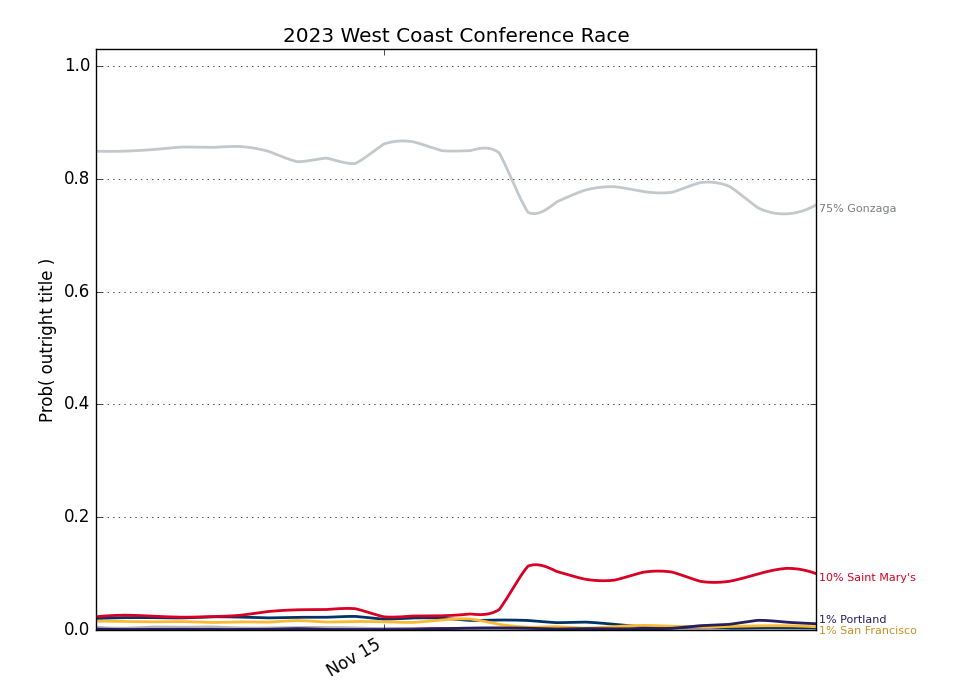 2023 West Coast Conference Race
1.0
0.8
0.6
0.4
0.2
0.0
Prob( outright title )
Nov 15
75% Gonzaga
10% Saint Mary's
1% Portland
1% San Francisco